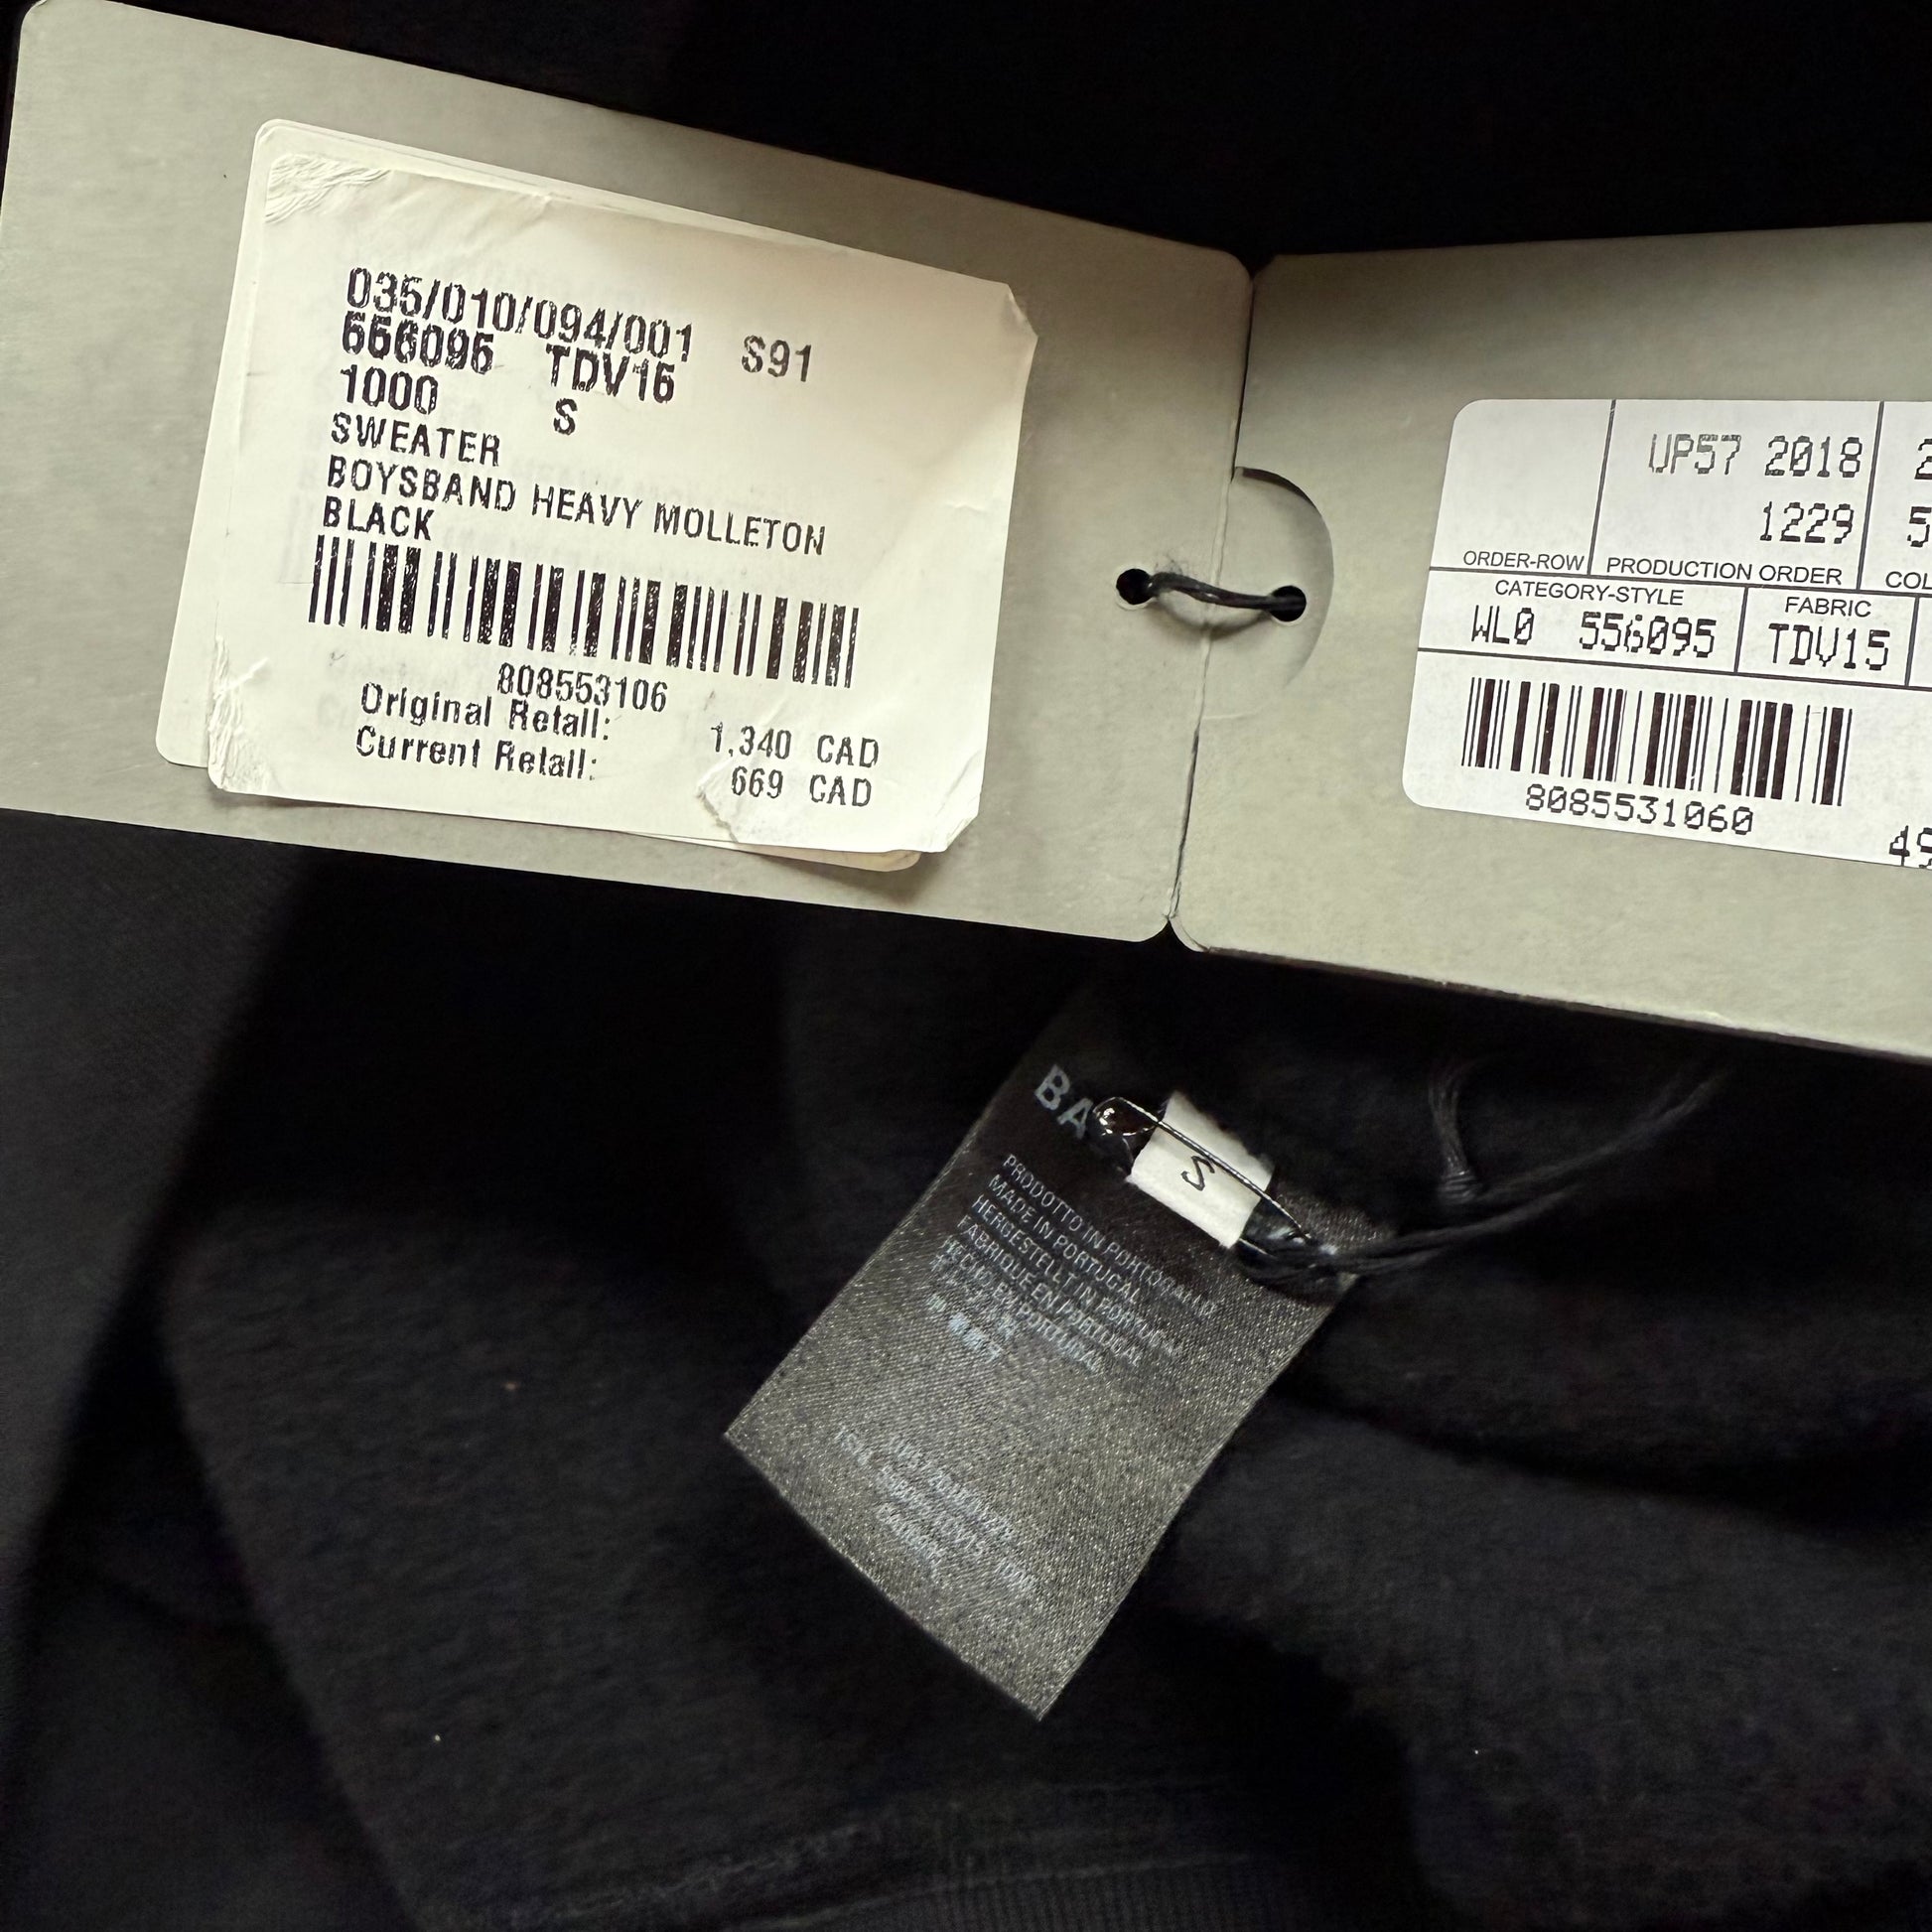 035/010/094/001 S91
556095 TDV15
1000 S
SWEATER
BOYSBAND HEAVY MOLLETON
BLACK
808553106
Original Retail: 1,340 CAD
Current Retail: 669 CAD
UP57 2018
1229
ORDER-ROW PRODUCTION ORDER
CATEGORY-STYLE FABRIC
WL0 556095 TDV15
8085531060
BA
S
PRODOTTO IN PORTOGALLO
MADE IN PORTUGAL
HERGESTELLT IN PORTUGAL
FABRIQUE EN PORTUGAL